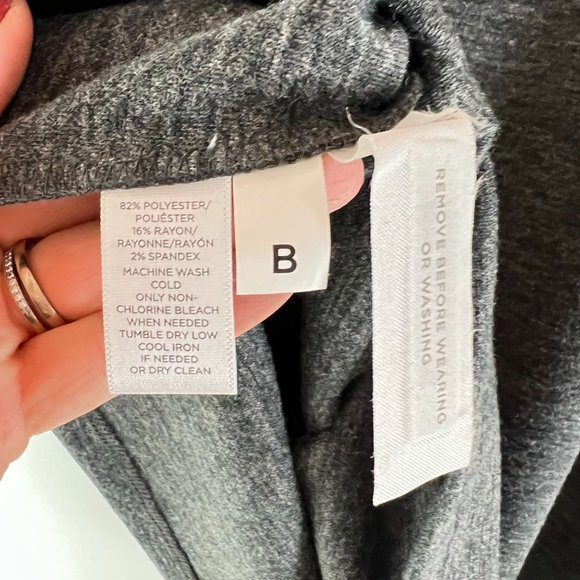 82% POLYESTER/
POLIÉSTER
16% RAYON/
RAYONNE/RAYÓN
2% SPANDEX
MACHINE WASH
COLD
ONLY NON-
CHLORINE BLEACH
WHEN NEEDED
TUMBLE DRY LOW
COOL IRON
IF NEEDED
OR DRY CLEAN
B
REMOVE BEFORE WEARING
OR WASHING